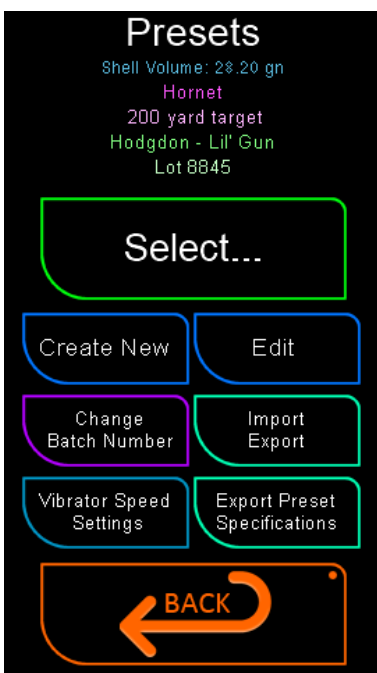 Presets
Shell Volume: 28.20 gn
Hornet
200 yard target
Hodgdon - Lil' Gun
Lot 8845
Select...
Create New
Edit
Change
Batch Number
Import
Export
Vibrator Speed
Settings
Export Preset
Specifications
BACK